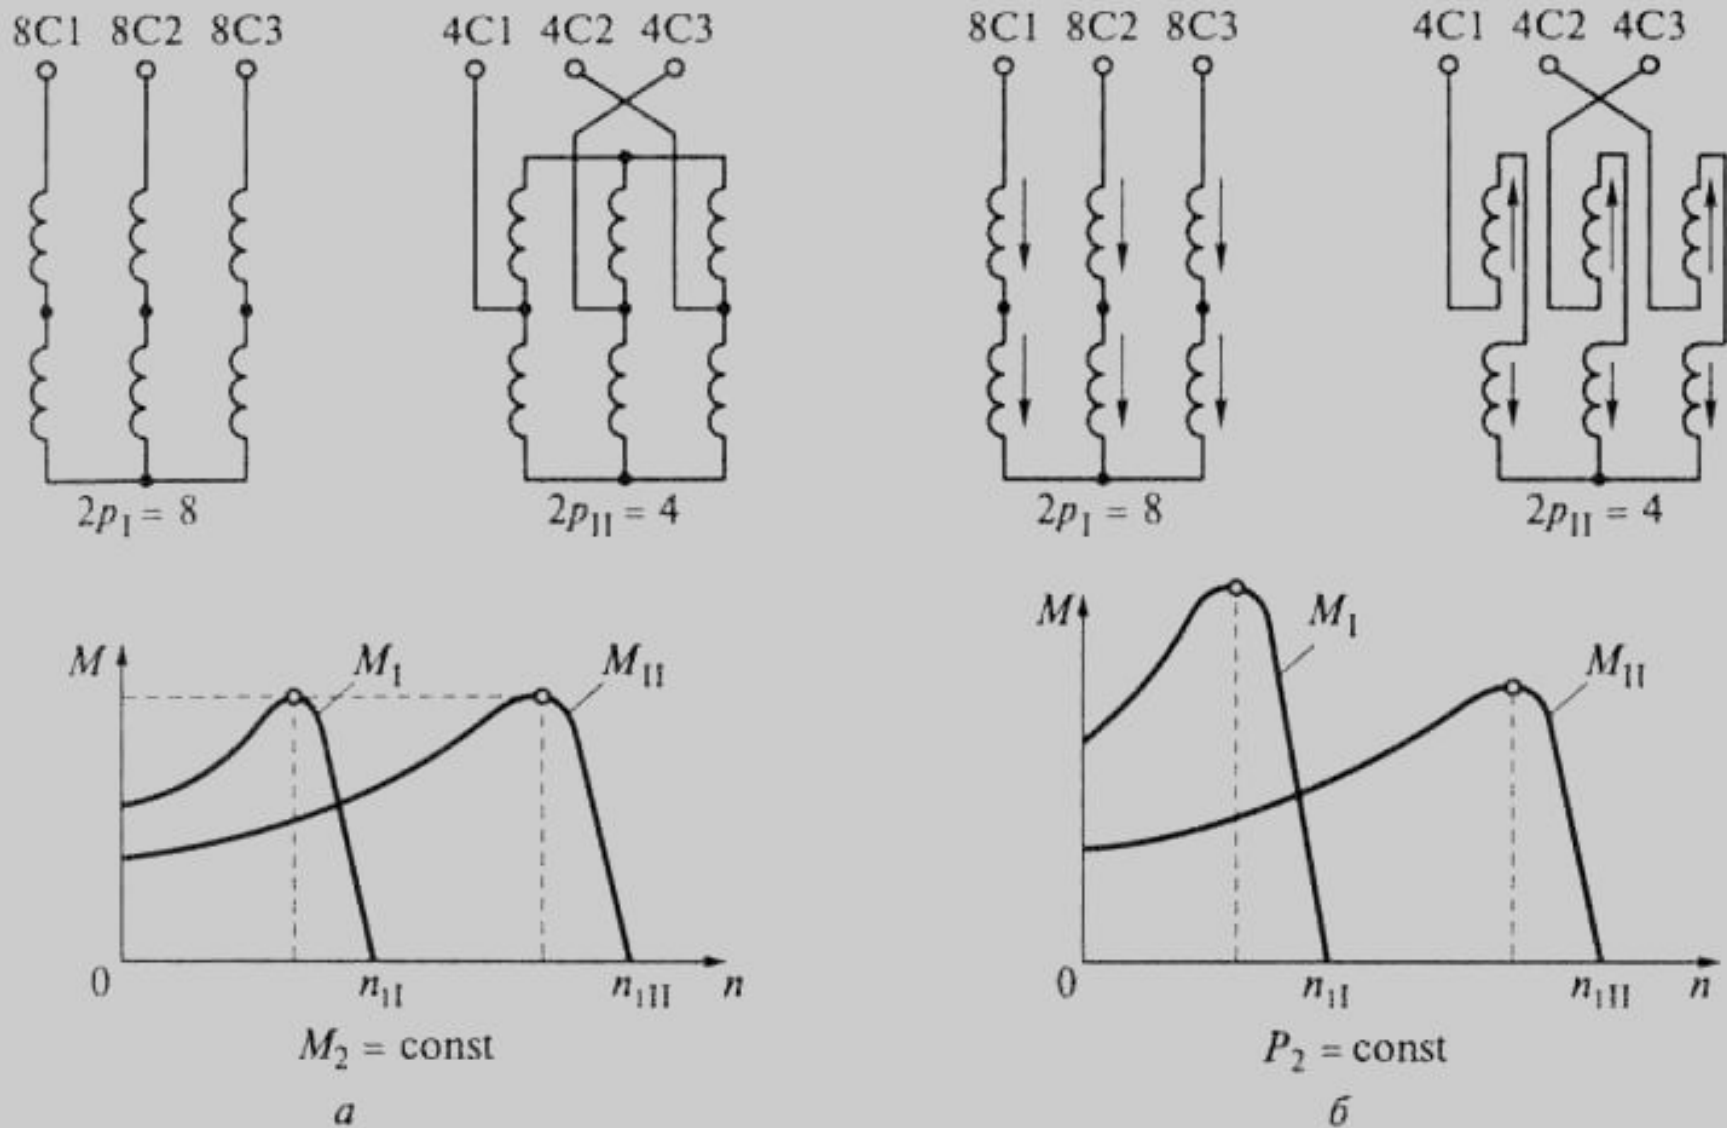 8C1 8C2 8C3 4C1 4C2 4C3 8C1 8C2 8C3 4C1 4C2 4C3
2p_I = 8 2p_II = 4 2p_I = 8 2p_II = 4
M M_I M_II M M_I M_II
0 n_1I n_1II n 0 n_1I n_1II n
M_2 = const P_2 = const
а б